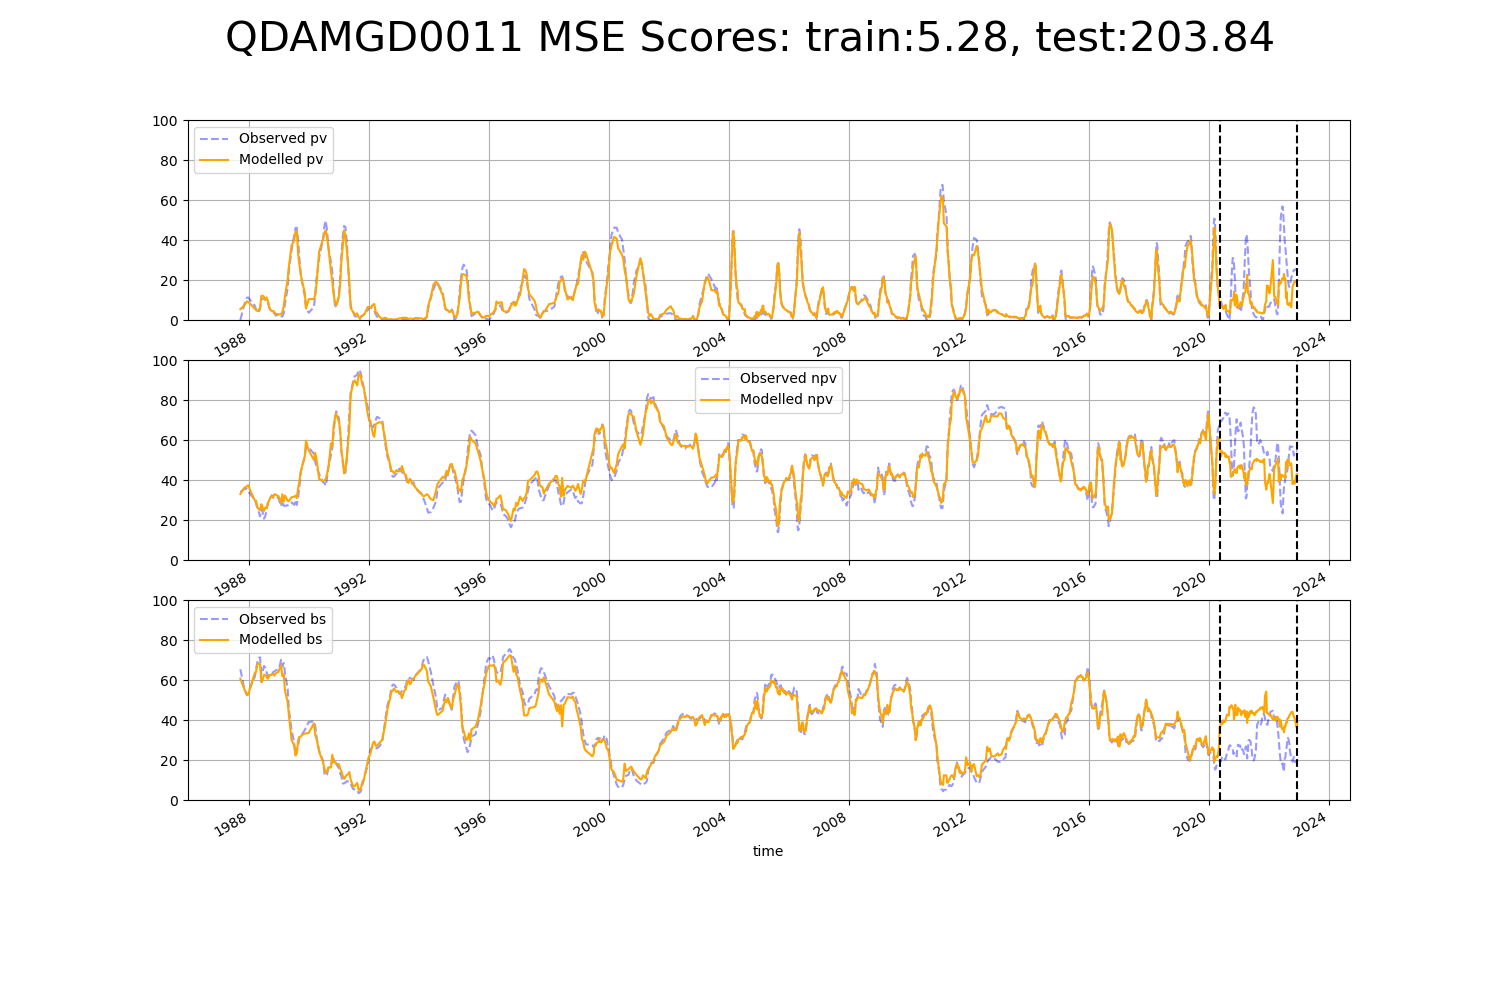 QDAMGD0011 MSE Scores: train:5.28, test:203.84
100
80
60
40
20
0
Observed pv
Modelled pv
1988 1992 1996 2000 2004 2008 2012 2016 2020 2024
100
80
60
40
20
0
Observed npv
Modelled npv
1988 1992 1996 2000 2004 2008 2012 2016 2020 2024
100
80
60
40
20
0
Observed bs
Modelled bs
1988 1992 1996 2000 2004 2008 2012 2016 2020 2024
time